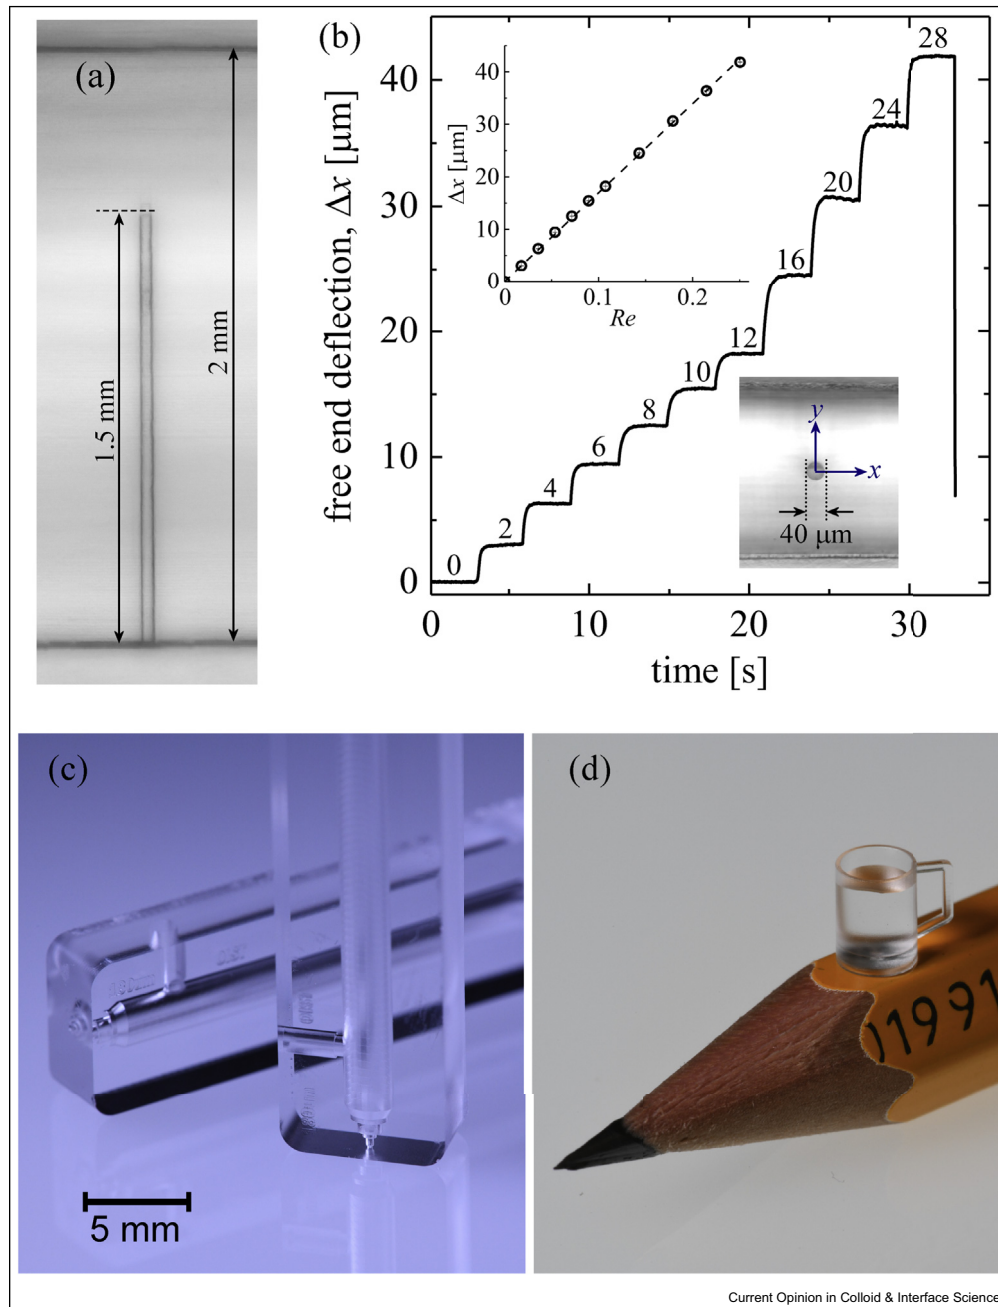 (a)
1.5 mm
2 mm
(b)
free end deflection, Δx [μm]
40
30
20
10
0
0
10
20
30
time [s]
0
2
4
6
8
10
12
16
20
24
28
Δx [μm]
40
30
20
10
0
0
0.1
0.2
Re
y
x
40 μm
(c)
5 mm
(d)
)1991
Current Opinion in Colloid & Interface Science